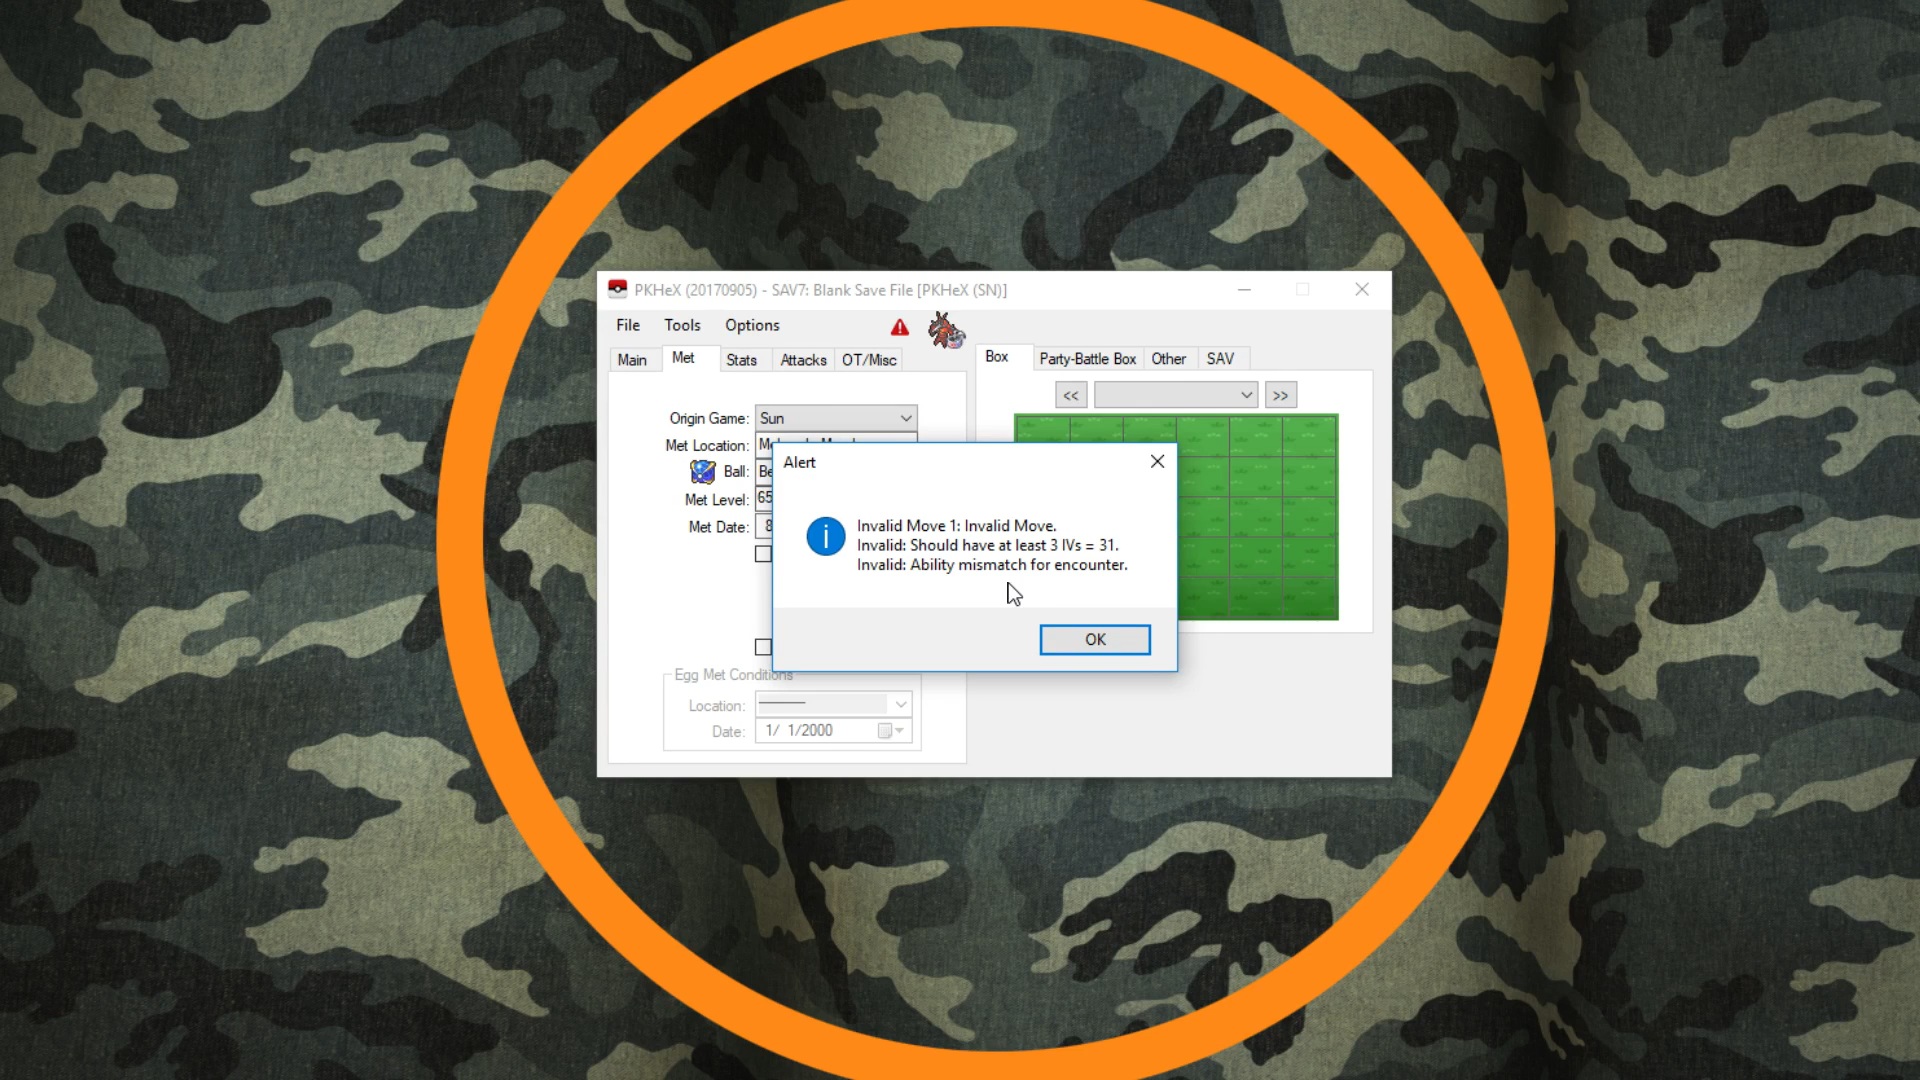 PKHeX (20170905) - SAV7: Blank Save File [PKHeX (SN)]
File Tools Options
Main Met Stats Attacks OT/Misc
Box Party-Battle Box Other SAV
<< >>
Origin Game: Sun
Met Location:
Ball: Be
Met Level: 65
Met Date: 8
Alert
Invalid Move 1: Invalid Move.
Invalid: Should have at least 3 IVs = 31.
Invalid: Ability mismatch for encounter.
OK
Egg Met Conditions
Location:
Date: 1/ 1/2000